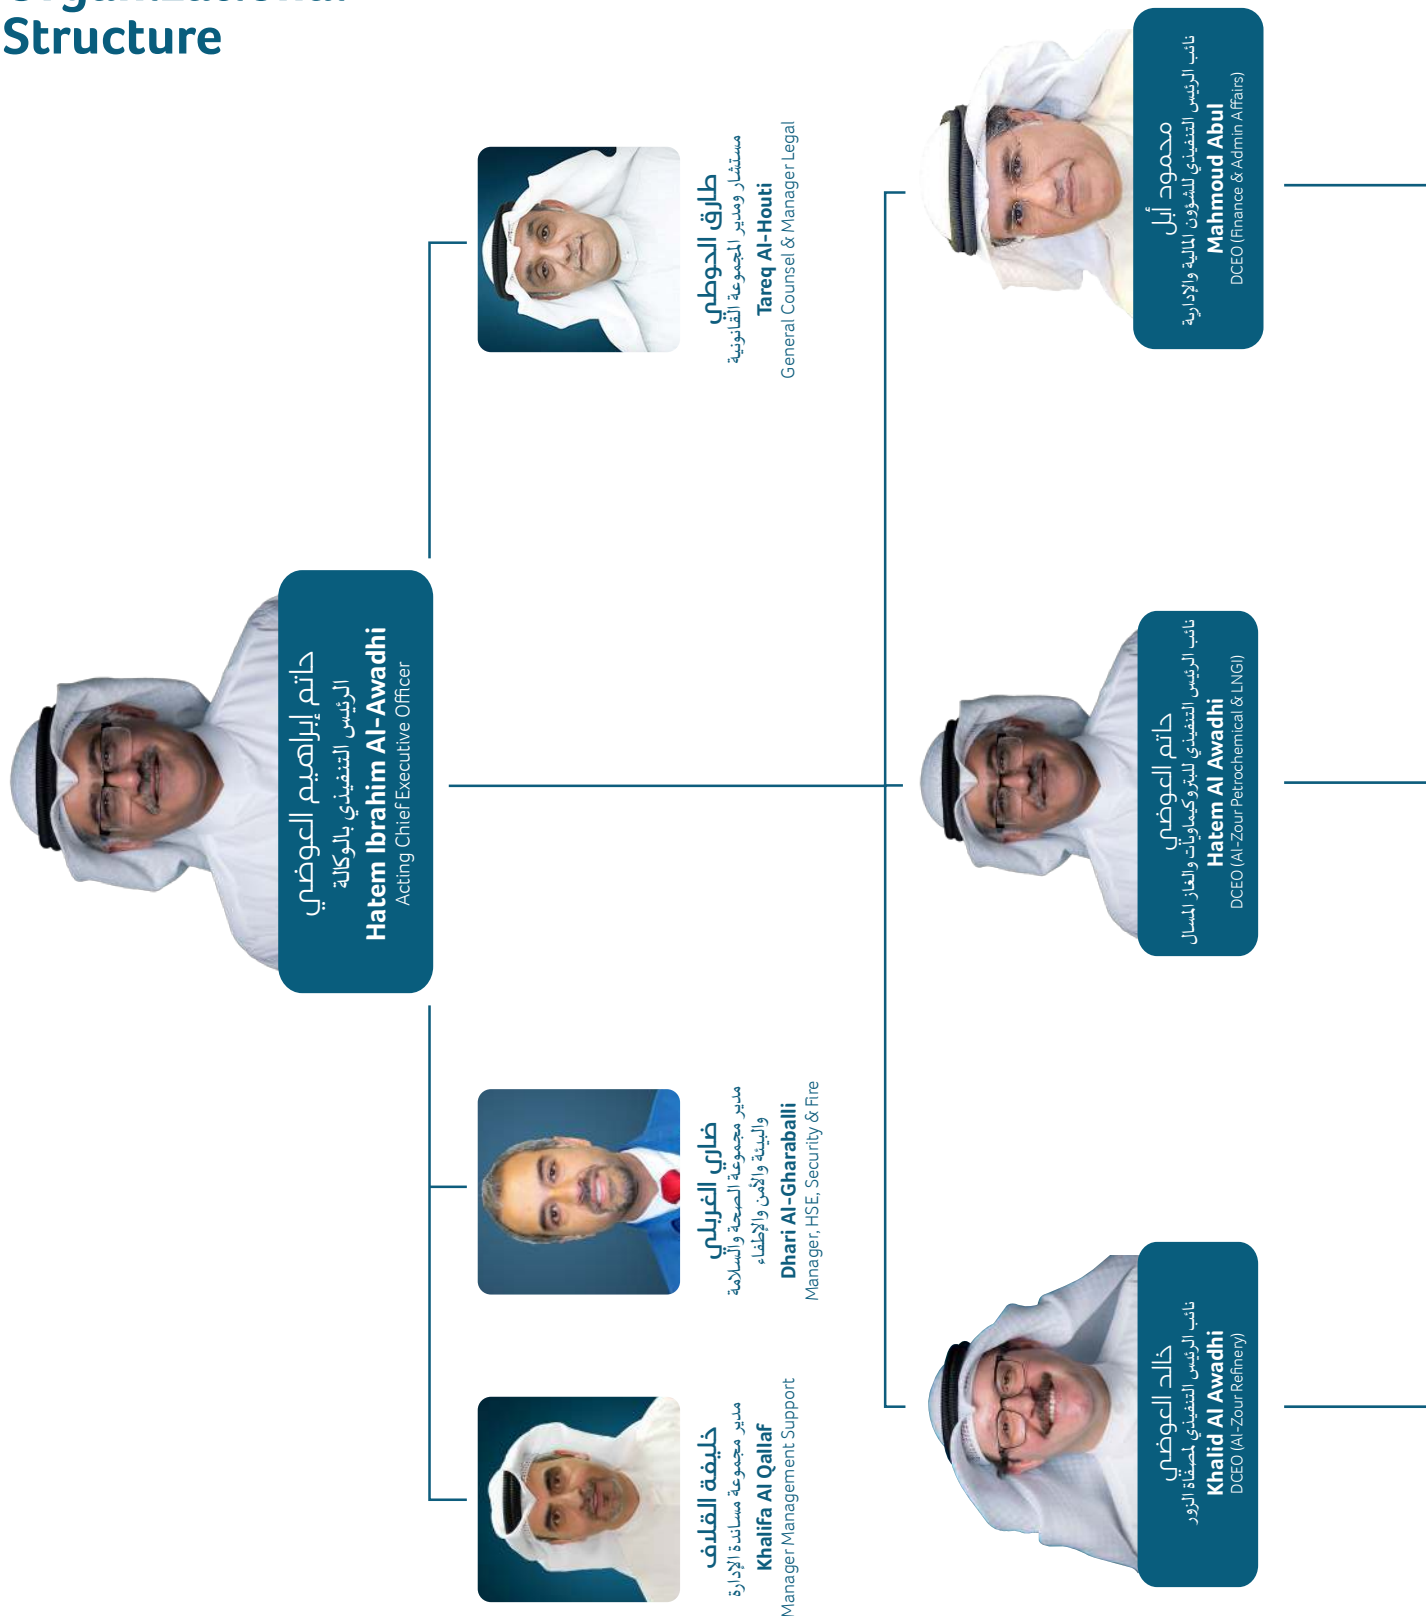 Structure
حاتم إبراهيم العوضي
الرئيس التنفيذي بالوكالة
Hatem Ibrahim Al-Awadhi
Acting Chief Executive Officer
خليفة القلاف
مدير مجموعة مساندة الإدارة
Khalifa Al Qallaf
Manager Management Support
ضاري الغربللي
مدير مجموعة الصحة والسلامة
والبيئة والأمن والإطفاء
Dhari Al-Gharaballi
Manager, HSE, Security & Fire
طارق الحوطي
مستشار ومدير المجموعة القانونية
Tareq Al-Houti
General Counsel & Manager Legal
خالد العوضي
نائب الرئيس التنفيذي لمصفاة الزور
Khalid Al Awadhi
DCEO (Al-Zour Refinery)
حاتم العوضي
نائب الرئيس التنفيذي للبتروكيماويات والغاز المسال
Hatem Al Awadhi
DCEO (Al-Zour Petrochemical & LNGI)
محمود أبل
نائب الرئيس التنفيذي للشؤون المالية والإدارية
Mahmoud Abul
DCEO (Finance & Admin Affairs)